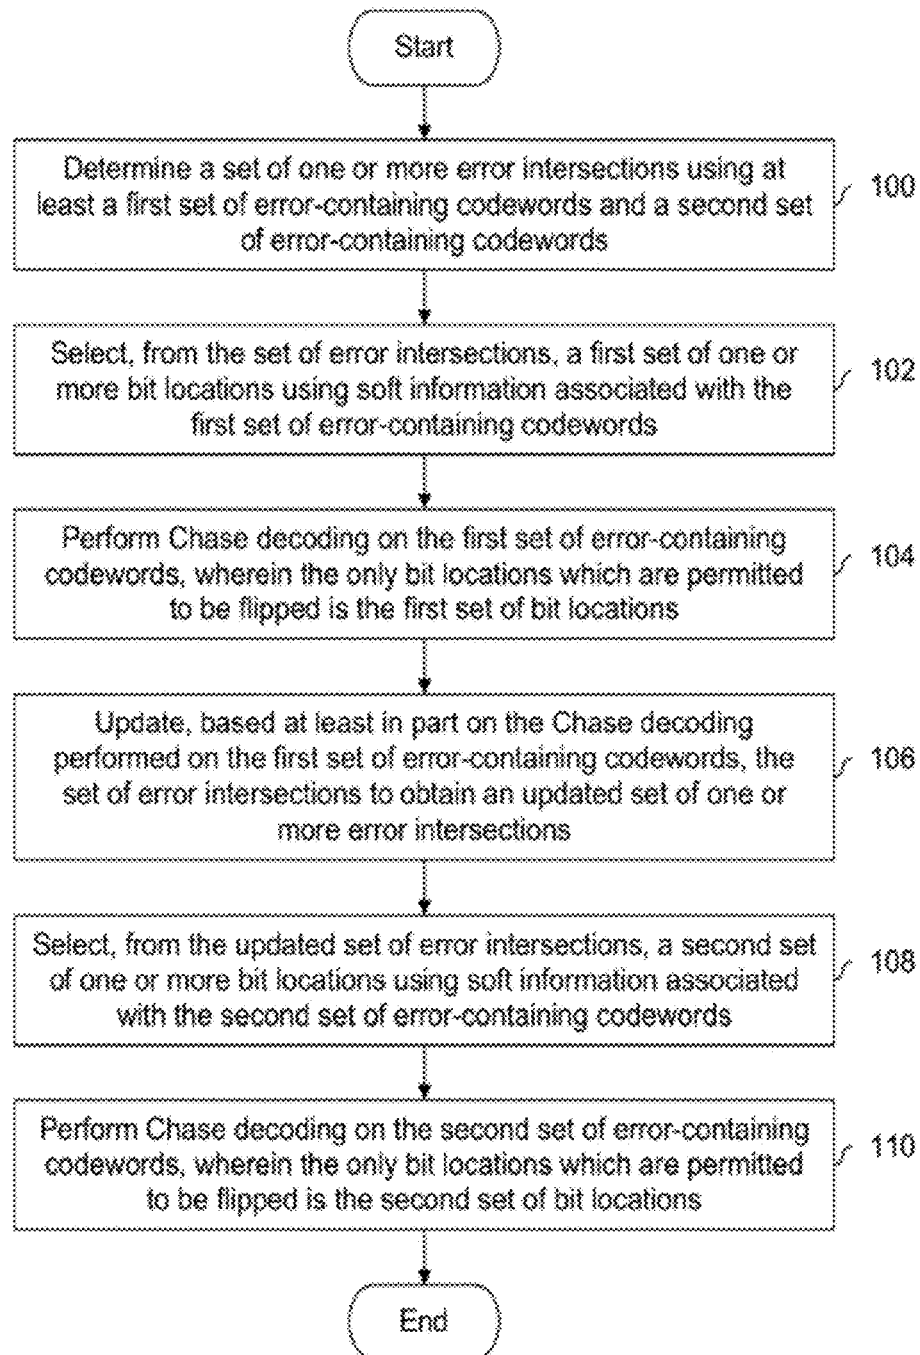 Start
Determine a set of one or more error intersections using at
least a first set of error-containing codewords and a second set
of error-containing codewords
100
Select, from the set of error intersections, a first set of one or
more bit locations using soft information associated with the
first set of error-containing codewords
102
Perform Chase decoding on the first set of error-containing
codewords, wherein the only bit locations which are permitted
to be flipped is the first set of bit locations
104
Update, based at least in part on the Chase decoding
performed on the first set of error-containing codewords, the
set of error intersections to obtain an updated set of one or
more error intersections
106
Select, from the updated set of error intersections, a second set
of one or more bit locations using soft information associated
with the second set of error-containing codewords
108
Perform Chase decoding on the second set of error-containing
codewords, wherein the only bit locations which are permitted
to be flipped is the second set of bit locations
110
End